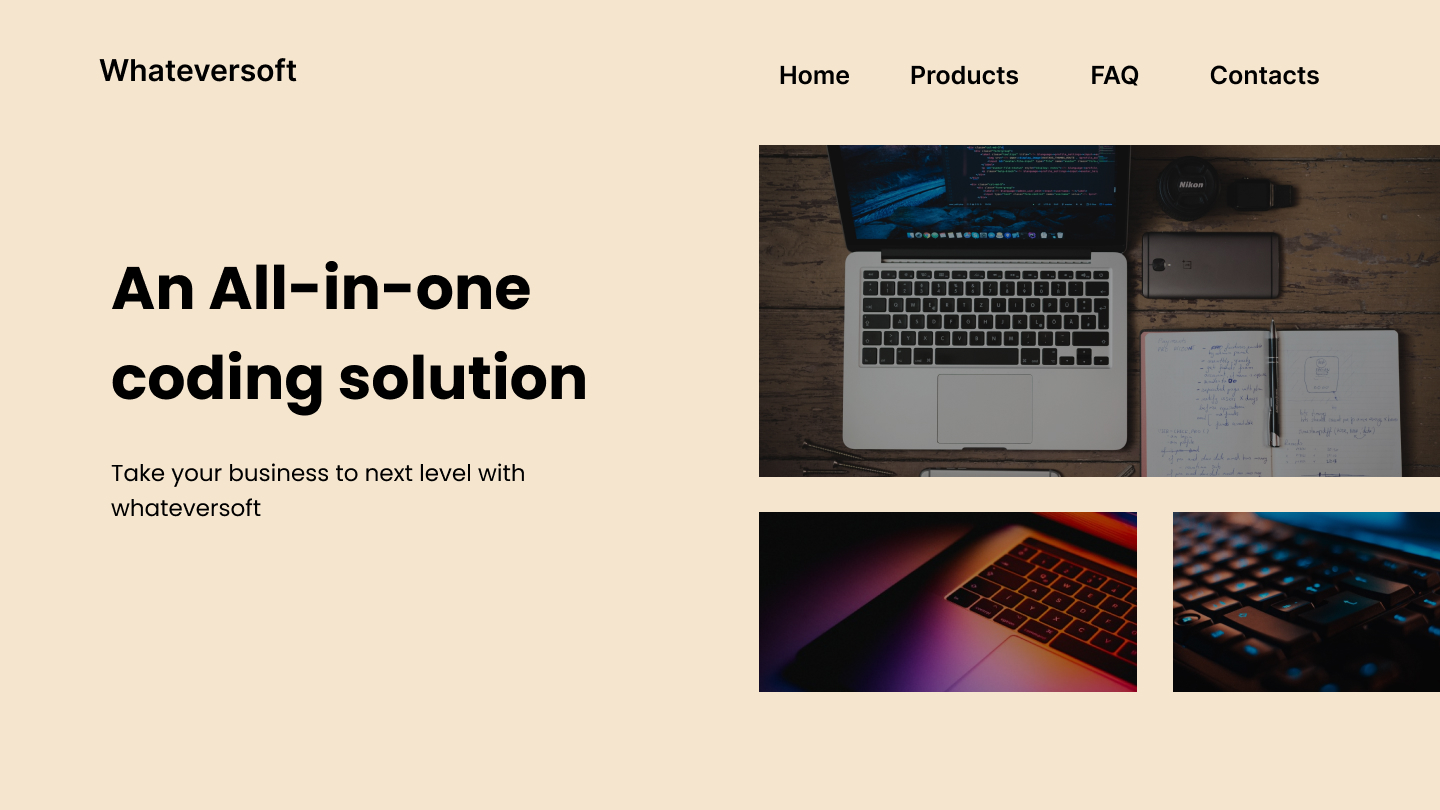 Whateversoft
Home Products FAQ Contacts
An All-in-one
coding solution
Take your business to next level with
whateversoft
Nikon